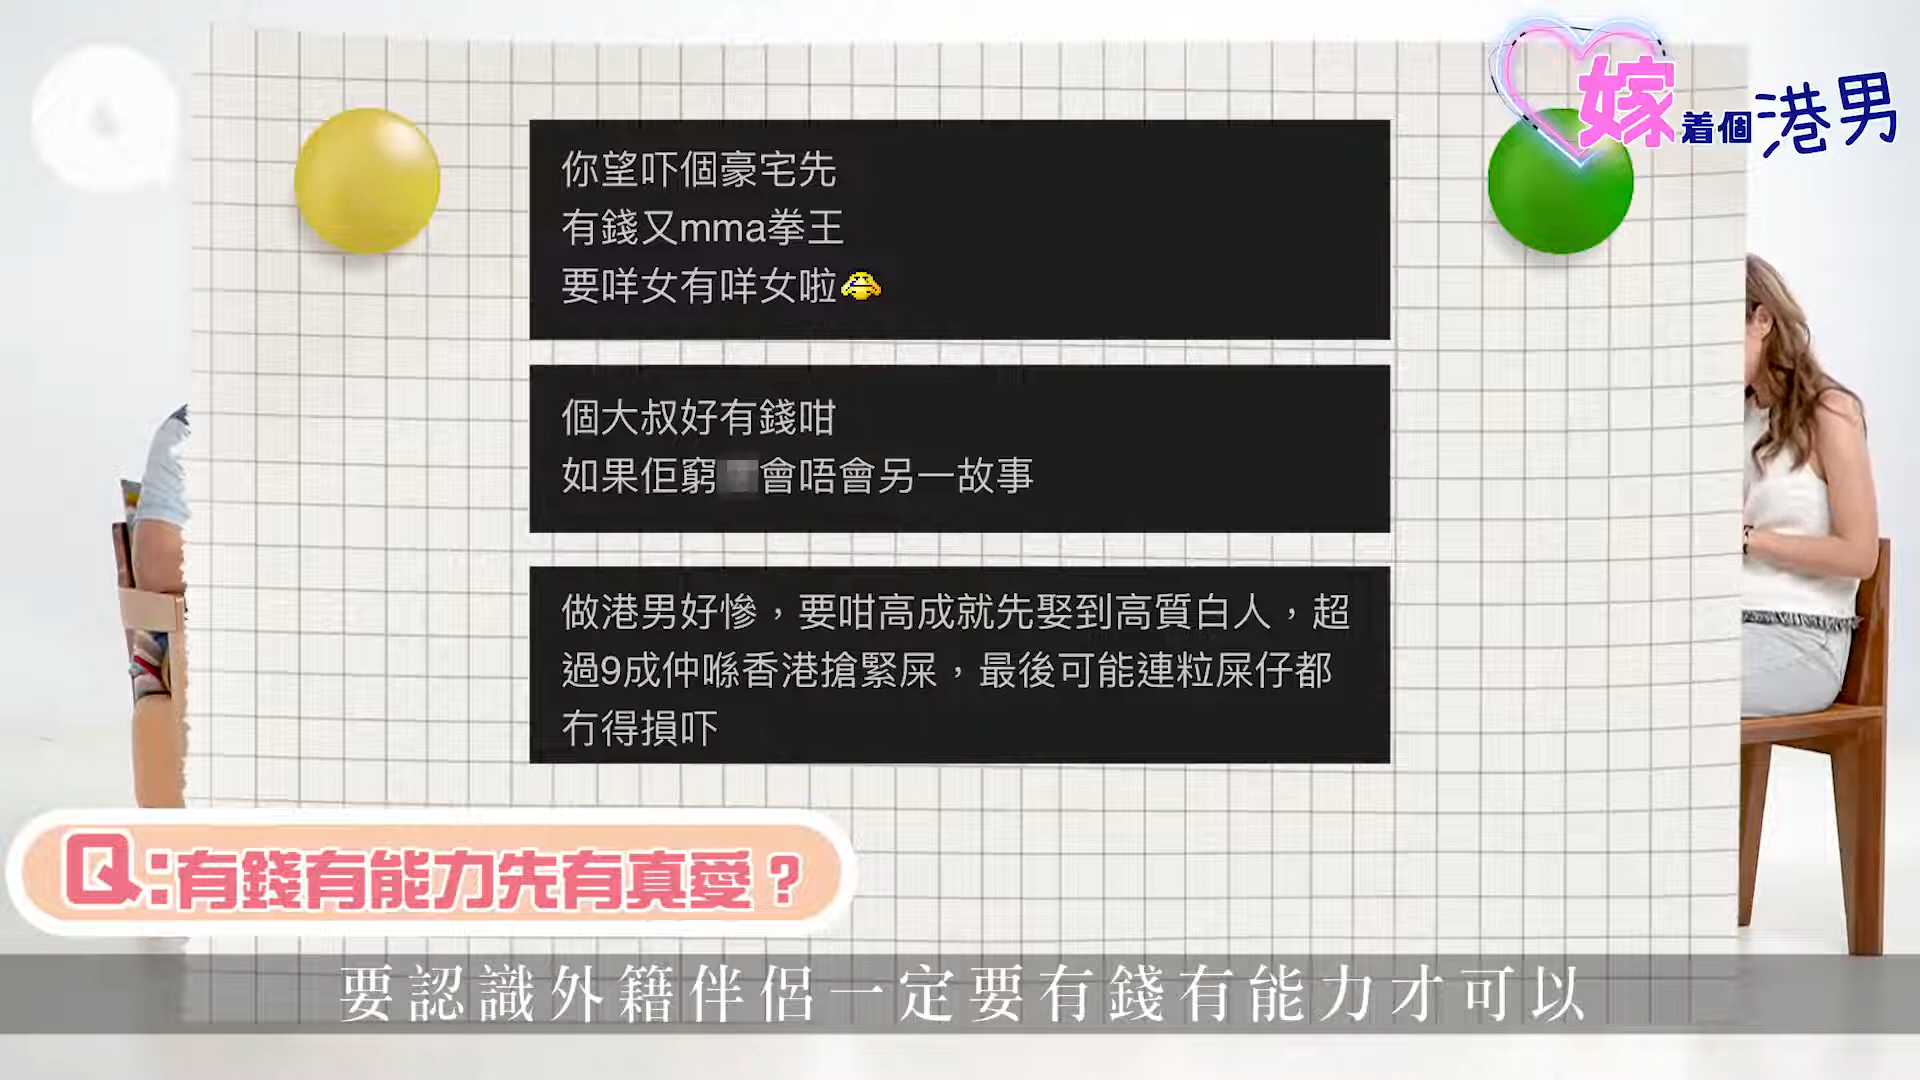 嫁着個港男
你望吓個豪宅先
有錢又mma拳王
要咩女有咩女啦
個大叔好有錢咁
如果佢窮 會唔會另一故事
做港男好慘，要咁高成就先娶到高質白人，超
過9成仲喺香港搶緊屎，最後可能連粒屎仔都
冇得損吓
Q:有錢有能力先有真愛？
要認識外籍伴侶一定要有錢有能力才可以